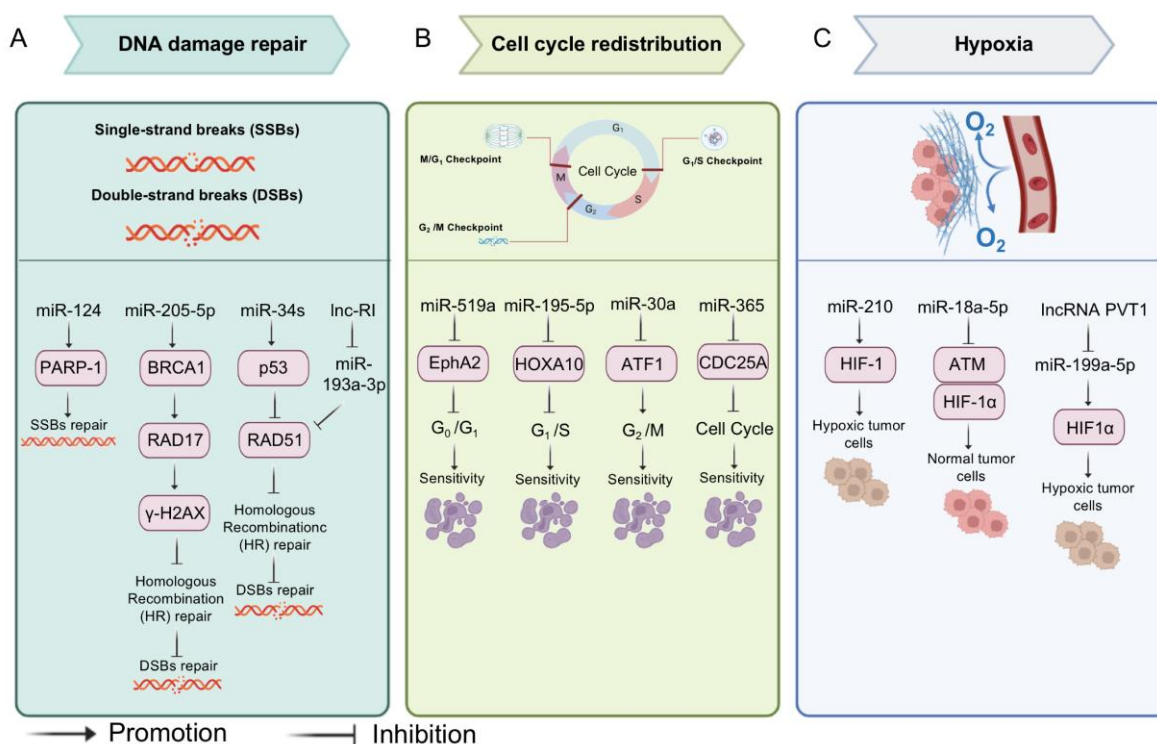 A
DNA damage repair
Single-strand breaks (SSBs)
Double-strand breaks (DSBs)
miR-124
miR-205-5p
miR-34s
lnc-RI
PARP-1
BRCA1
p53
miR-
193a-3p
SSBs repair
RAD17
RAD51
γ-H2AX
Homologous
Recombinationc
(HR) repair
Homologous
Recombination
(HR) repair
DSBs repair
DSBs repair
B
Cell cycle redistribution
G₁
M/G₁ Checkpoint
G₁/S Checkpoint
Cell Cycle
M
S
G₂
G₂ /M Checkpoint
miR-519a
miR-195-5p
miR-30a
miR-365
EphA2
HOXA10
ATF1
CDC25A
G₀ /G₁
G₁ /S
G₂ /M
Cell Cycle
Sensitivity
Sensitivity
Sensitivity
Sensitivity
C
Hypoxia
O₂
O₂
miR-210
miR-18a-5p
lncRNA PVT1
HIF-1
ATM
HIF-1α
miR-199a-5p
HIF1α
Hypoxic tumor
cells
Normal tumor
cells
Hypoxic tumor
cells
Promotion
Inhibition